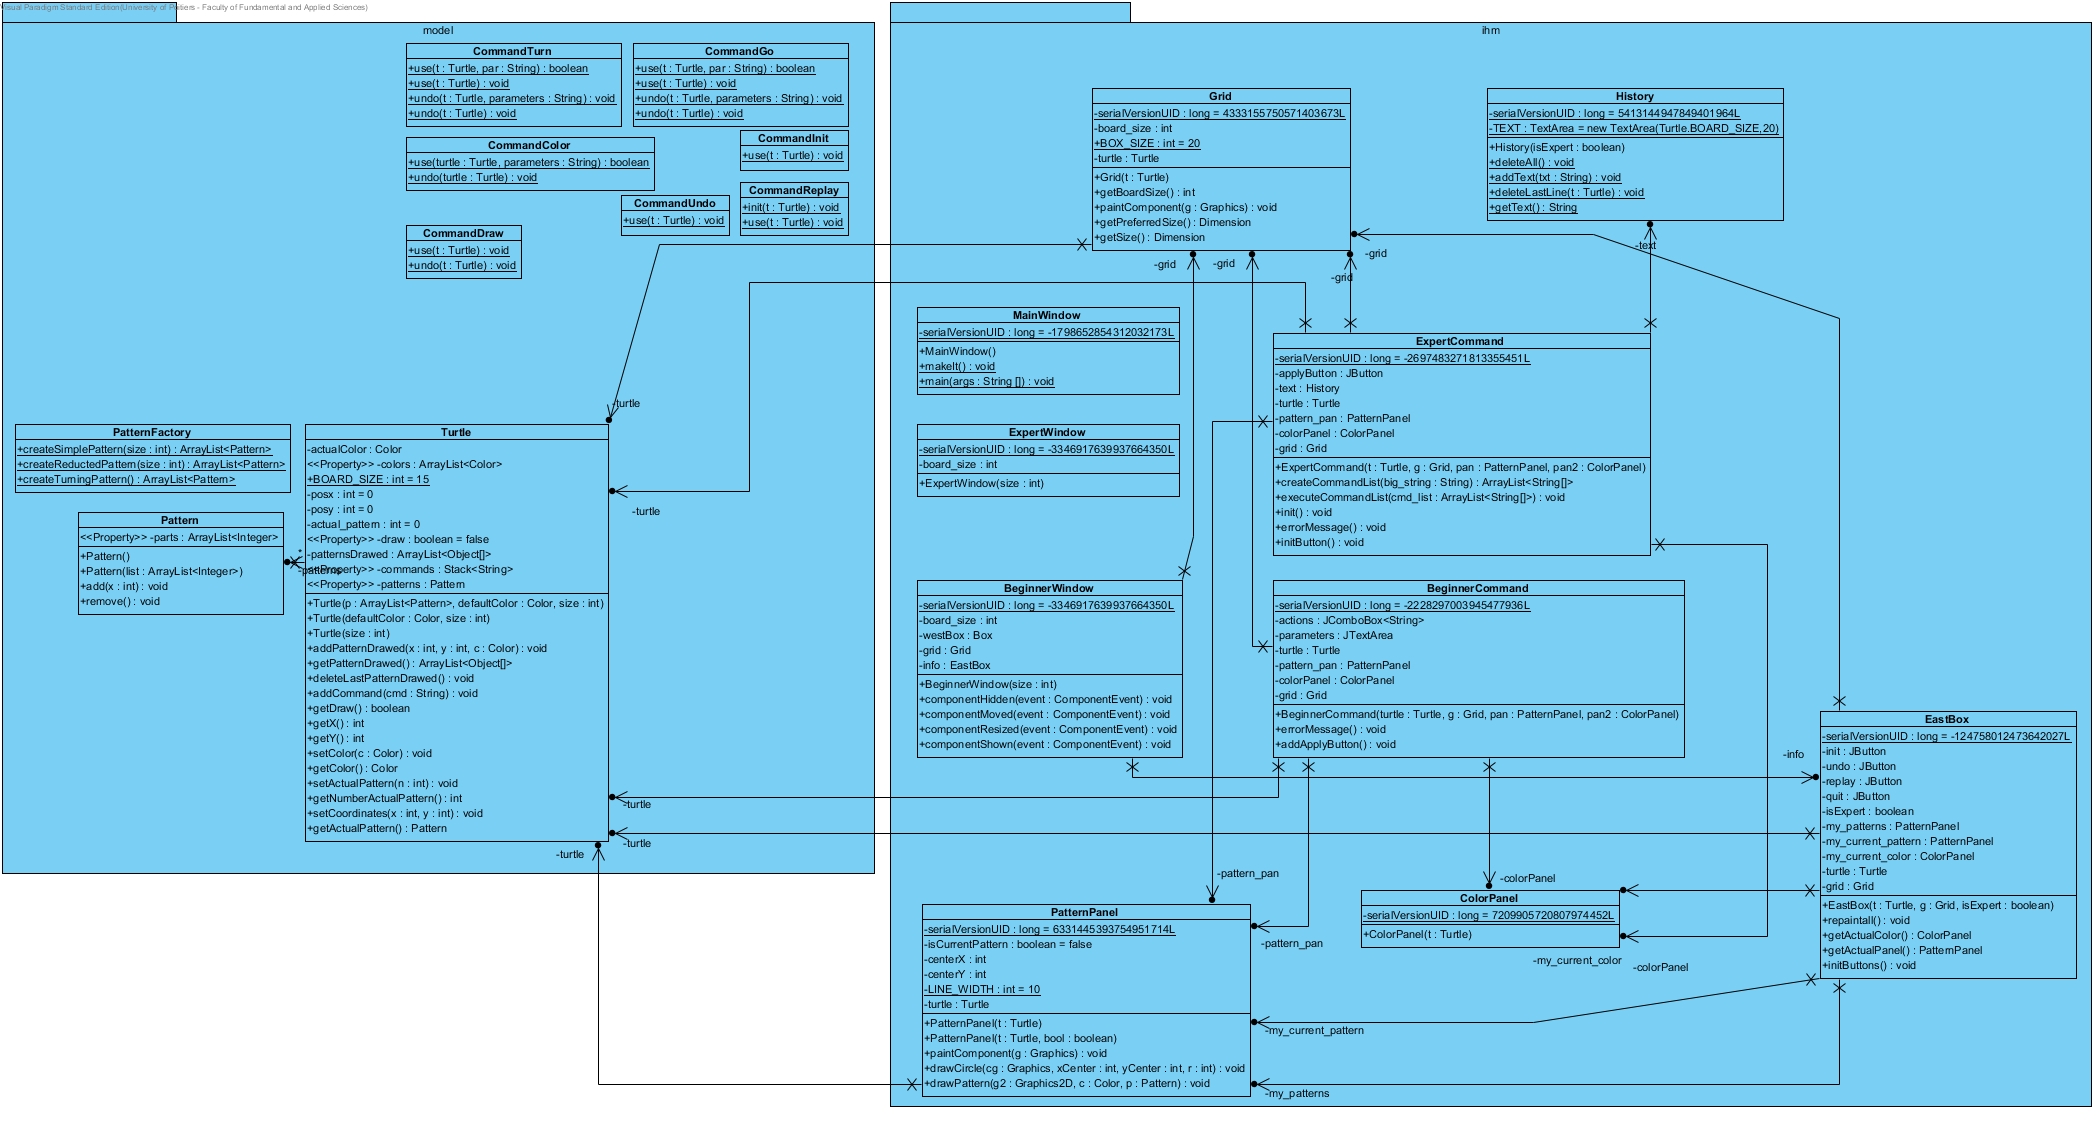 Visual Paradigm Standard Edition(University of Poitiers - Faculty of Fundamental and Applied Sciences)
model
CommandTurn
+use(t : Turtle, par : String) : boolean
+use(t : Turtle) : void
+undo(t : Turtle, parameters : String) : void
+undo(t : Turtle) : void
CommandGo
+use(t : Turtle, par : String) : boolean
+use(t : Turtle) : void
+undo(t : Turtle, parameters : String) : void
+undo(t : Turtle) : void
CommandColor
+use(turtle : Turtle, parameters : String) : boolean
+undo(turtle : Turtle) : void
CommandInit
+use(t : Turtle) : void
CommandUndo
+use(t : Turtle) : void
CommandReplay
+init(t : Turtle) : void
+use(t : Turtle) : void
CommandDraw
+use(t : Turtle) : void
+undo(t : Turtle) : void
PatternFactory
+createSimplePattern(size : int) : ArrayList<Pattern>
+createReductedPattern(size : int) : ArrayList<Pattern>
+createTurningPattern() : ArrayList<Pattern>
Pattern
<<Property>> -parts : ArrayList<Integer>
+Pattern()
+Pattern(list : ArrayList<Integer>)
+add(x : int) : void
+remove() : void
*
-patterns
Turtle
-actualColor : Color
<<Property>> -colors : ArrayList<Color>
+BOARD_SIZE : int = 15
-posx : int = 0
-posy : int = 0
-actual_pattern : int = 0
<<Property>> -draw : boolean = false
-patternsDrawed : ArrayList<Object[]>
<<Property>> -commands : Stack<String>
<<Property>> -patterns : Pattern
+Turtle(p : ArrayList<Pattern>, defaultColor : Color, size : int)
+Turtle(defaultColor : Color, size : int)
+Turtle(size : int)
+addPatternDrawed(x : int, y : int, c : Color) : void
+getPatternDrawed() : ArrayList<Object[]>
+deleteLastPatternDrawed() : void
+addCommand(cmd : String) : void
+getDraw() : boolean
+getX() : int
+getY() : int
+setColor(c : Color) : void
+getColor() : Color
+setActualPattern(n : int) : void
+getNumberActualPattern() : int
+setCoordinates(x : int, y : int) : void
+getActualPattern() : Pattern
-turtle
-turtle
-turtle
-turtle
-turtle
ihm
Grid
-serialVersionUID : long = 4333155750571403673L
-board_size : int
+BOX_SIZE : int = 20
-turtle : Turtle
+Grid(t : Turtle)
+getBoardSize() : int
+paintComponent(g : Graphics) : void
+getPreferredSize() : Dimension
+getSize() : Dimension
History
-serialVersionUID : long = 5413144947849401964L
-TEXT : TextArea = new TextArea(Turtle.BOARD_SIZE,20)
+History(isExpert : boolean)
+deleteAll() : void
+addText(txt : String) : void
+deleteLastLine(t : Turtle) : void
+getText() : String
-text
-grid
-grid
-grid
-grid
MainWindow
-serialVersionUID : long = -1798652854312032173L
+MainWindow()
+makeIt() : void
+main(args : String []) : void
ExpertWindow
-serialVersionUID : long = -3346917639937664350L
-board_size : int
+ExpertWindow(size : int)
ExpertCommand
-serialVersionUID : long = -2697483271813355451L
-applyButton : JButton
-text : History
-turtle : Turtle
-pattern_pan : PatternPanel
-colorPanel : ColorPanel
-grid : Grid
+ExpertCommand(t : Turtle, g : Grid, pan : PatternPanel, pan2 : ColorPanel)
+createCommandList(big_string : String) : ArrayList<String[]>
+executeCommandList(cmd_list : ArrayList<String[]>) : void
+init() : void
+errorMessage() : void
+initButton() : void
BeginnerWindow
-serialVersionUID : long = -3346917639937664350L
-board_size : int
-westBox : Box
-grid : Grid
-info : EastBox
+BeginnerWindow(size : int)
+componentHidden(event : ComponentEvent) : void
+componentMoved(event : ComponentEvent) : void
+componentResized(event : ComponentEvent) : void
+componentShown(event : ComponentEvent) : void
BeginnerCommand
-serialVersionUID : long = -2228297003945477936L
-actions : JComboBox<String>
-parameters : JTextArea
-turtle : Turtle
-pattern_pan : PatternPanel
-colorPanel : ColorPanel
-grid : Grid
+BeginnerCommand(turtle : Turtle, g : Grid, pan : PatternPanel, pan2 : ColorPanel)
+errorMessage() : void
+addApplyButton() : void
-info
EastBox
-serialVersionUID : long = -124758012473642027L
-init : JButton
-undo : JButton
-replay : JButton
-quit : JButton
-isExpert : boolean
-my_patterns : PatternPanel
-my_current_pattern : PatternPanel
-my_current_color : ColorPanel
-turtle : Turtle
-grid : Grid
+EastBox(t : Turtle, g : Grid, isExpert : boolean)
+repaintall() : void
+getActualColor() : ColorPanel
+getActualPanel() : PatternPanel
+initButtons() : void
-pattern_pan
-colorPanel
PatternPanel
-serialVersionUID : long = 6331445393754951714L
-isCurrentPattern : boolean = false
-centerX : int
-centerY : int
-LINE_WIDTH : int = 10
-turtle : Turtle
+PatternPanel(t : Turtle)
+PatternPanel(t : Turtle, bool : boolean)
+paintComponent(g : Graphics) : void
+drawCircle(cg : Graphics, xCenter : int, yCenter : int, r : int) : void
+drawPattern(g2 : Graphics2D, c : Color, p : Pattern) : void
ColorPanel
-serialVersionUID : long = 7209905720807974452L
+ColorPanel(t : Turtle)
-pattern_pan
-my_current_color
-colorPanel
-my_current_pattern
-my_patterns